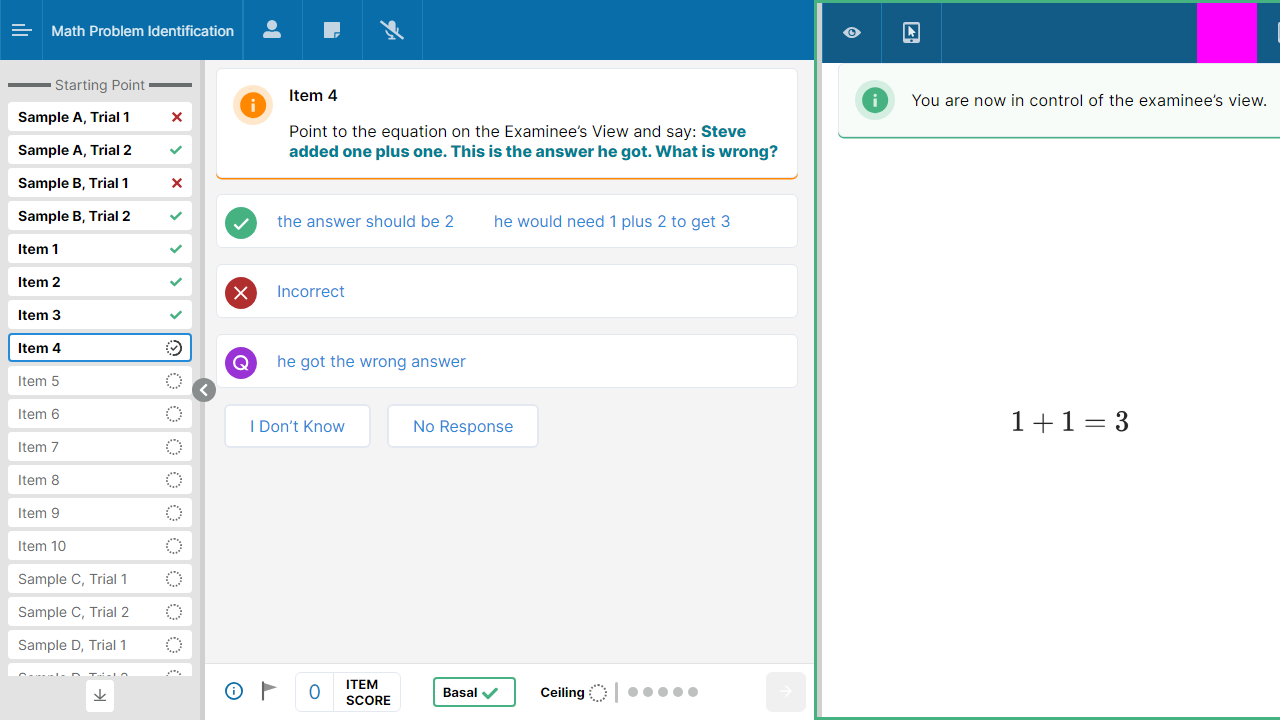 Math Problem Identification
Starting Point
Sample A, Trial 1
Sample A, Trial 2
Sample B, Trial 1
Sample B, Trial 2
Item 1
Item 2
Item 3
Item 4
Item 5
Item 6
Item 7
Item 8
Item 9
Item 10
Sample C, Trial 1
Sample C, Trial 2
Sample D, Trial 1
Item 4
Point to the equation on the Examinee’s View and say: Steve
added one plus one. This is the answer he got. What is wrong?
the answer should be 2 he would need 1 plus 2 to get 3
Incorrect
Q he got the wrong answer
I Don’t Know No Response
0 ITEM SCORE Basal Ceiling
You are now in control of the examinee’s view.
1 + 1 = 3